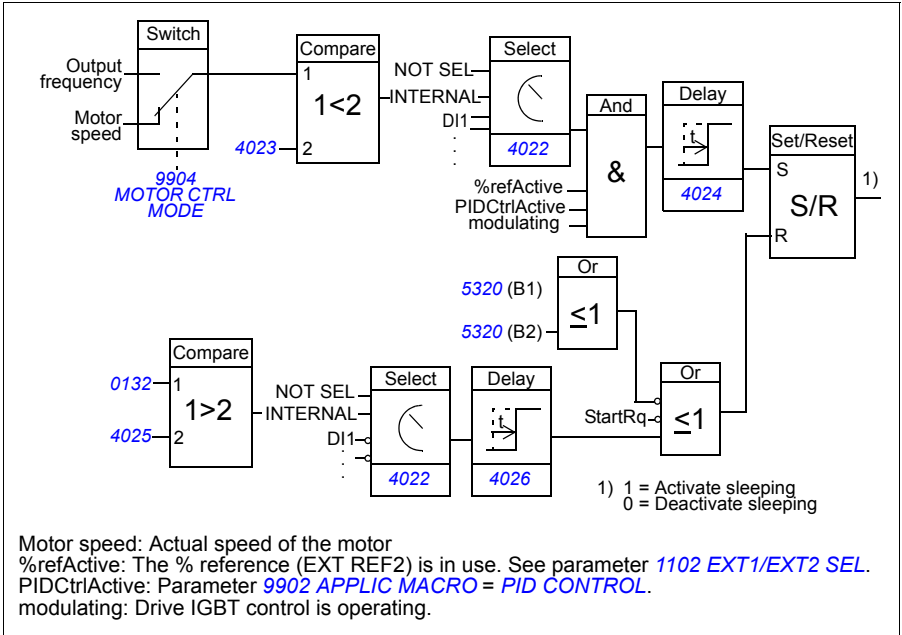 Switch
Output
frequency
Motor
speed
9904
MOTOR CTRL
MODE
Compare
1
1<2
4023
2
Select
NOT SEL
INTERNAL
DI1
.
.
.
4022
And
&
%refActive
PIDCtrlActive
modulating
Delay
t
4024
Set/Reset
S
S/R
R
1)
Or
5320 (B1)
≤1
5320 (B2)
Compare
0132
1
1>2
4025
2
Select
NOT SEL
INTERNAL
DI1
.
.
.
4022
Delay
t
4026
Or
StartRq
≤1
1) 1 = Activate sleeping
0 = Deactivate sleeping
Motor speed: Actual speed of the motor
%refActive: The % reference (EXT REF2) is in use. See parameter 1102 EXT1/EXT2 SEL.
PIDCtrlActive: Parameter 9902 APPLIC MACRO = PID CONTROL.
modulating: Drive IGBT control is operating.